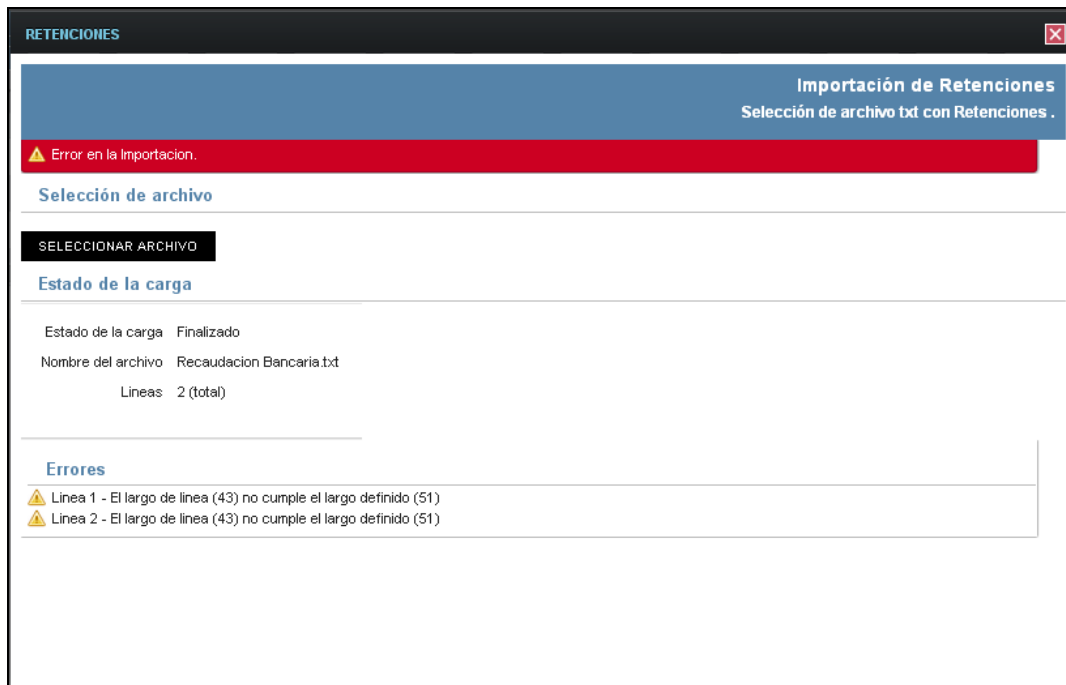 RETENCIONES
Importación de Retenciones
Selección de archivo txt con Retenciones .
Error en la Importacion.
Selección de archivo
SELECCIONAR ARCHIVO
Estado de la carga
Estado de la carga Finalizado
Nombre del archivo Recaudacion Bancaria.txt
Lineas 2 (total)
Errores
Linea 1 - El largo de linea (43) no cumple el largo definido (51)
Linea 2 - El largo de linea (43) no cumple el largo definido (51)